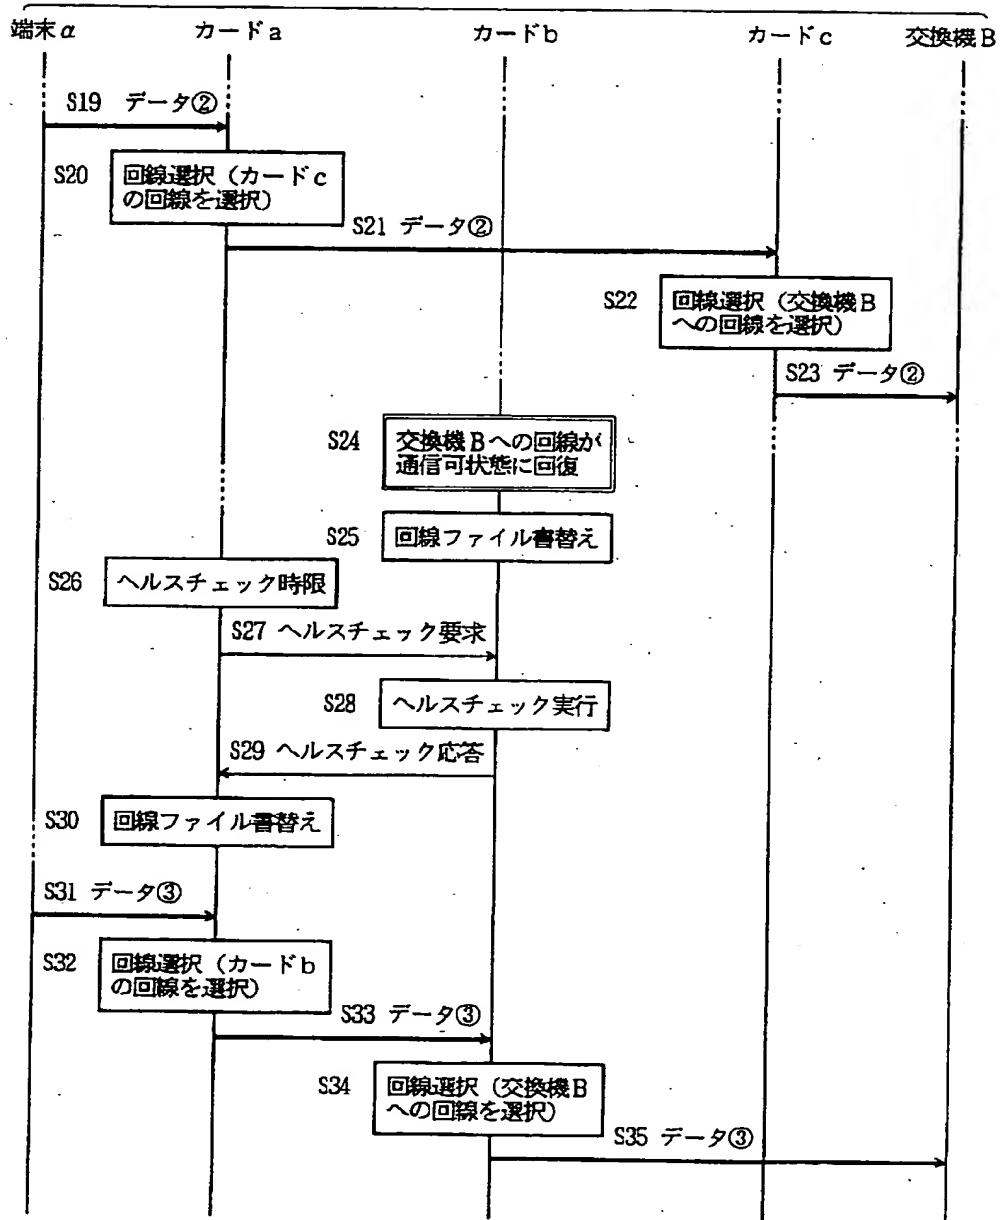 端末α カードa カードb カードc 交換機B
S19 データ②
S20 回線選択（カードc
の回線を選択）
S21 データ②
S22 回線選択（交換機B
への回線を選択）
S23 データ②
S24 交換機Bへの回線が
通信可状態に回復
S25 回線ファイル書替え
S26 ヘルスチェック時限
S27 ヘルスチェック要求
S28 ヘルスチェック実行
S29 ヘルスチェック応答
S30 回線ファイル書替え
S31 データ③
S32 回線選択（カードb
の回線を選択）
S33 データ③
S34 回線選択（交換機B
への回線を選択）
S35 データ③